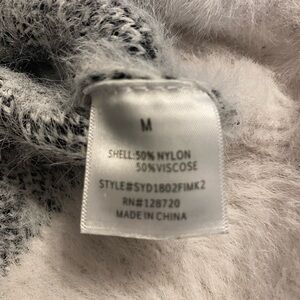 M
SHELL:50% NYLON
50%VISCOSE
STYLE#SYD1802FIMK2
RN#128720
MADE IN CHINA